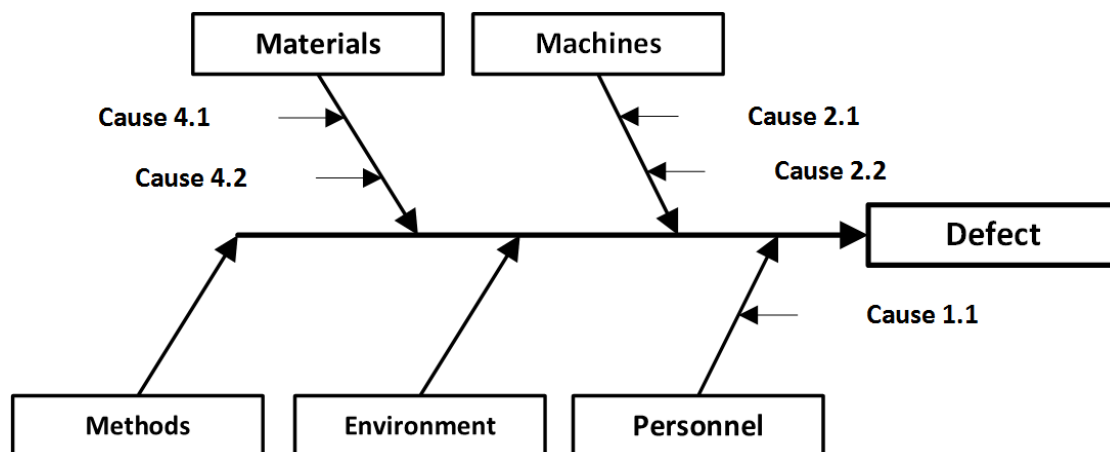 Materials
Machines
Cause 4.1
Cause 2.1
Cause 4.2
Cause 2.2
Defect
Cause 1.1
Methods
Environment
Personnel